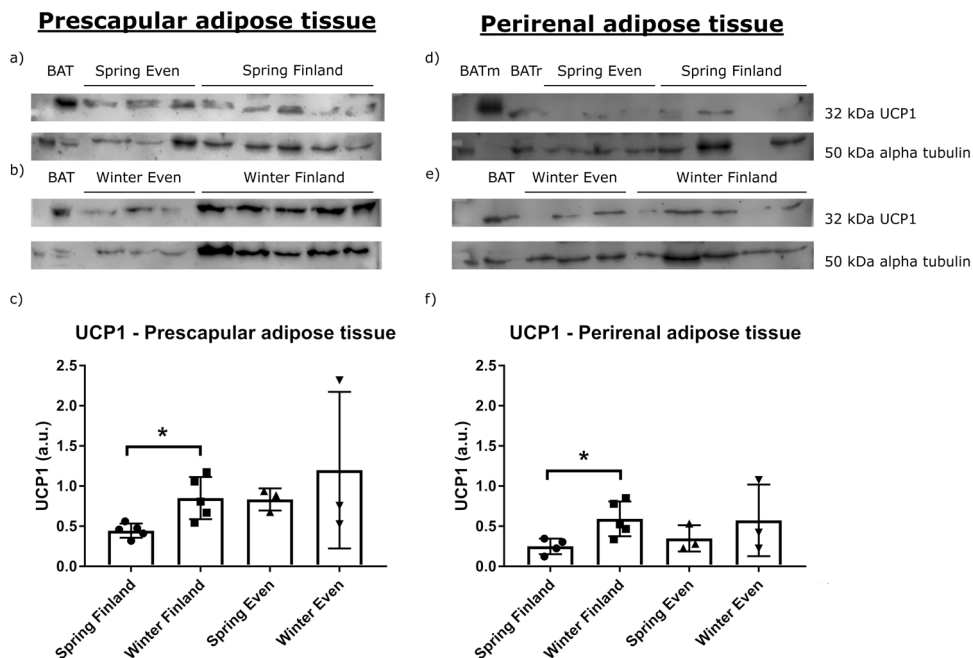 Prescapular adipose tissue
a)
BAT Spring Even Spring Finland
b)
BAT Winter Even Winter Finland
Perirenal adipose tissue
d)
BATm BATr Spring Even Spring Finland
32 kDa UCP1
50 kDa alpha tubulin
e)
BAT Winter Even Winter Finland
32 kDa UCP1
50 kDa alpha tubulin
c)
UCP1 - Prescapular adipose tissue
UCP1 (a.u.)
2.5
2.0
1.5
1.0
0.5
0.0
*
Spring Finland
Winter Finland
Spring Even
Winter Even
f)
UCP1 - Perirenal adipose tissue
UCP1 (a.u.)
2.5
2.0
1.5
1.0
0.5
0.0
*
Spring Finland
Winter Finland
Spring Even
Winter Even